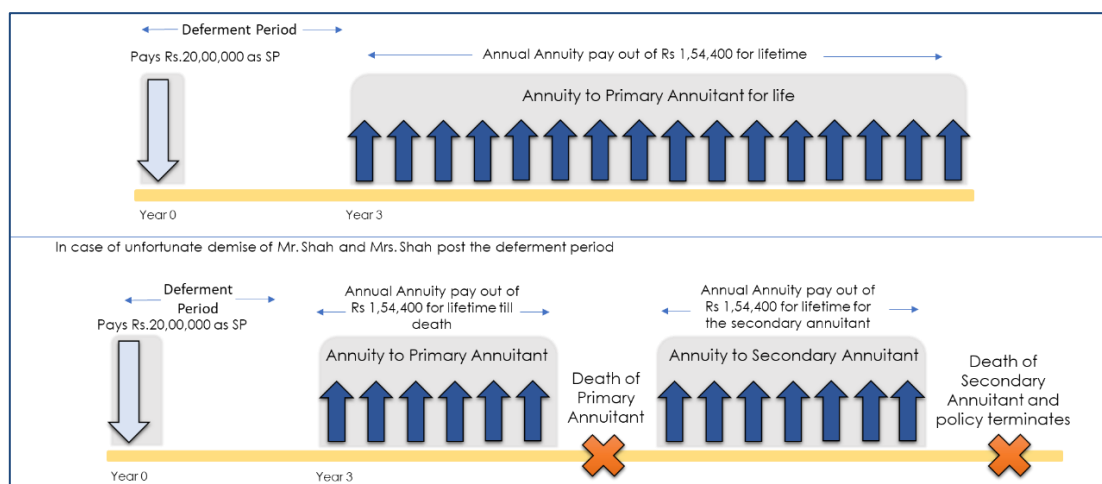 Deferment Period
Pays Rs.20,00,000 as SP
Annual Annuity pay out of Rs 1,54,400 for lifetime
Annuity to Primary Annuitant for life
Year 0
Year 3
In case of unfortunate demise of Mr. Shah and Mrs. Shah post the deferment period
Deferment
Period
Pays Rs.20,00,000 as SP
Annual Annuity pay out of
Rs 1,54,400 for lifetime till
death
Annual Annuity pay out of
Rs 1,54,400 for lifetime for
the secondary annuitant
Annuity to Primary Annuitant
Death of
Primary
Annuitant
Annuity to Secondary Annuitant
Death of
Secondary
Annuitant and
policy terminates
Year 0
Year 3